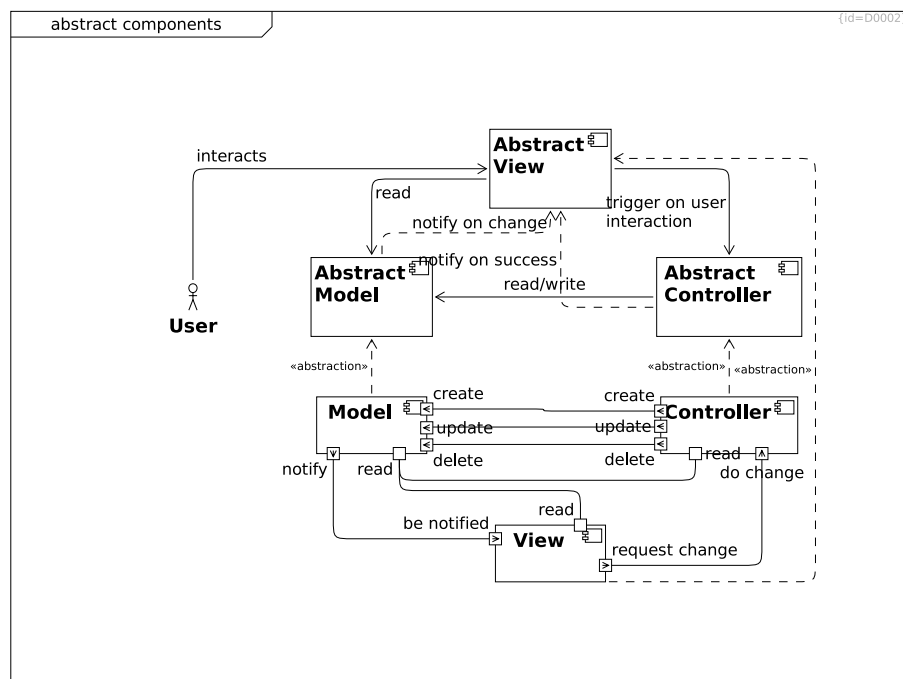 abstract components
{id=D0002}
Abstract
View
interacts
read
trigger on user
interaction
notify on change
notify on success
Abstract
Model
read/write
Abstract
Controller
User
«abstraction»
«abstraction»
«abstraction»
Model
create
create
Controller
update
update
delete
delete
notify
read
read
do change
be notified
read
View
request change